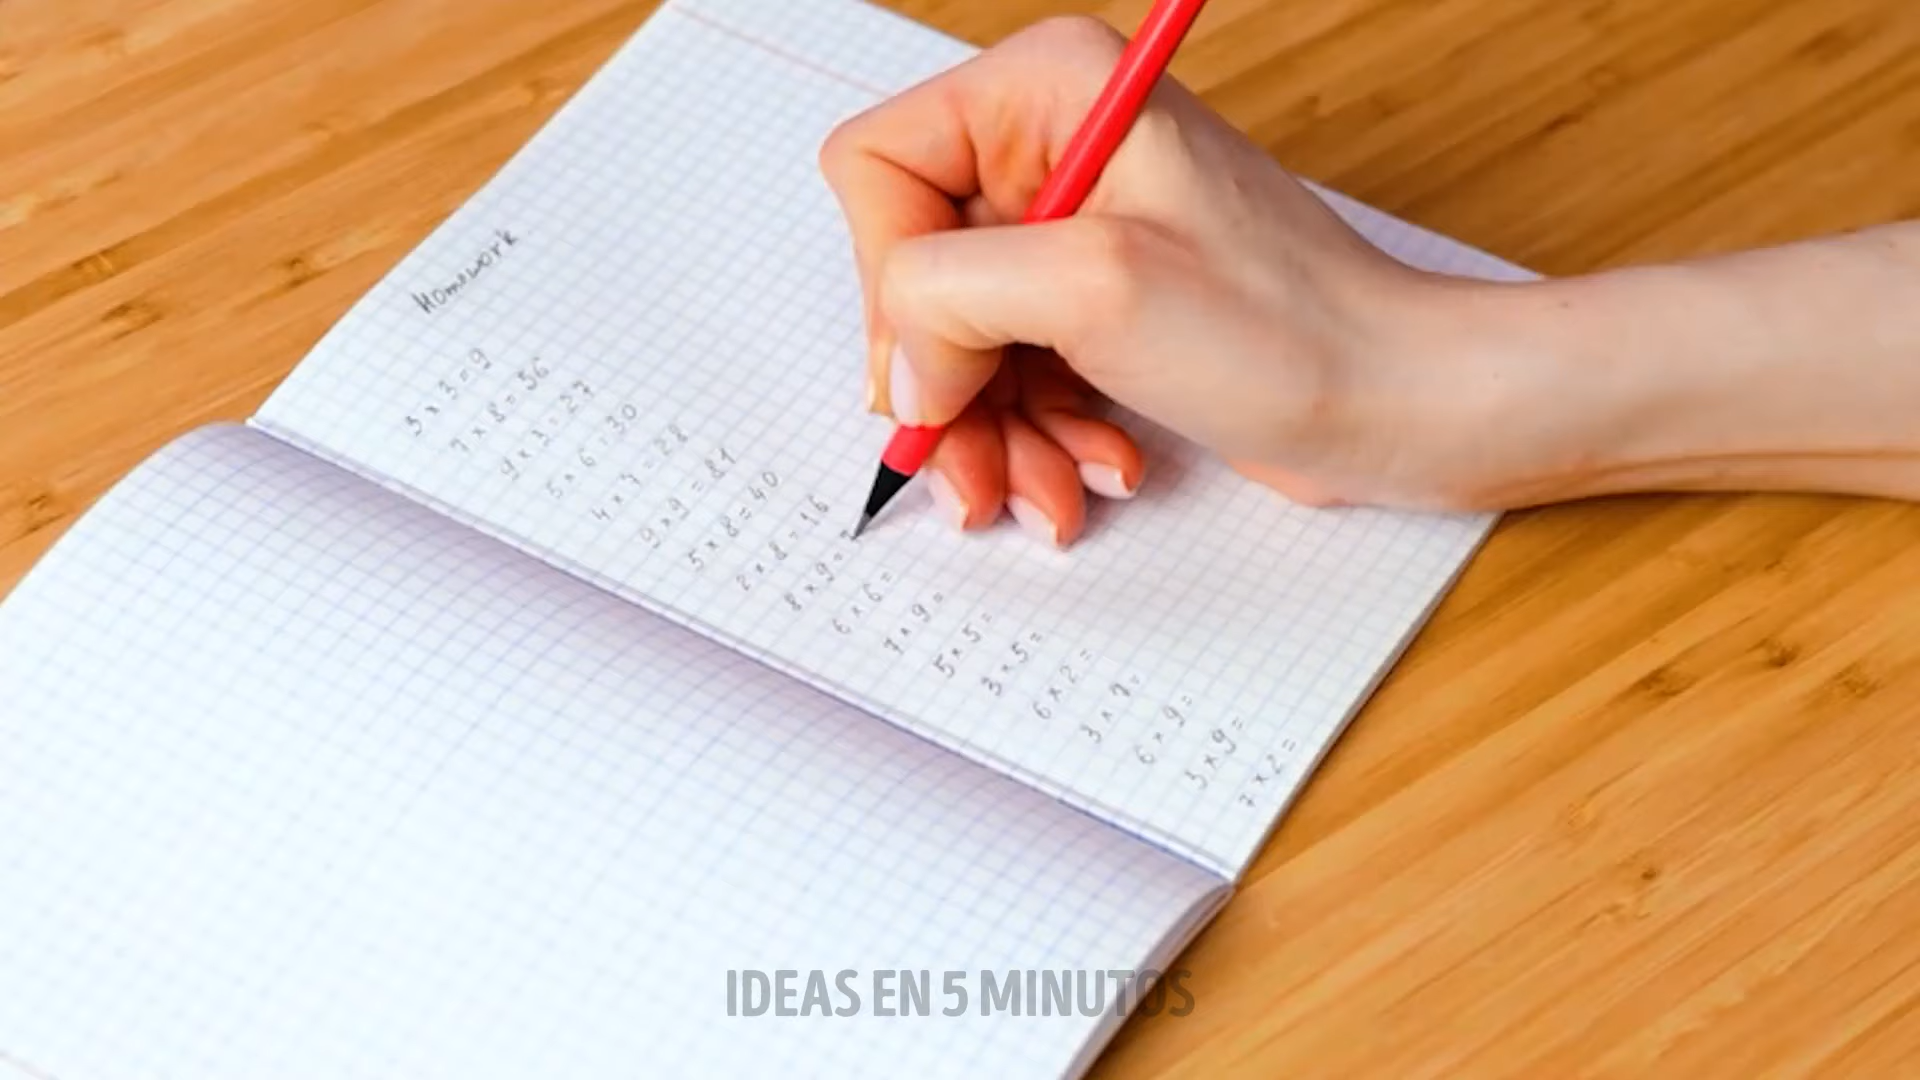 Homework
3 x 3 = 9
7 x 8 = 56
9 x 3 = 27
5 x 6 = 30
4 x 7 = 28
9 x 9 = 81
5 x 8 = 40
2 x 8 = 16
8 x 9 = 7
6 x 6 =
7 x 9 =
5 x 5 =
3 x 5 =
6 x 2 =
3 x 7 =
6 x 9 =
3 x 9 =
7 x 2 =
IDEAS EN 5 MINUTOS